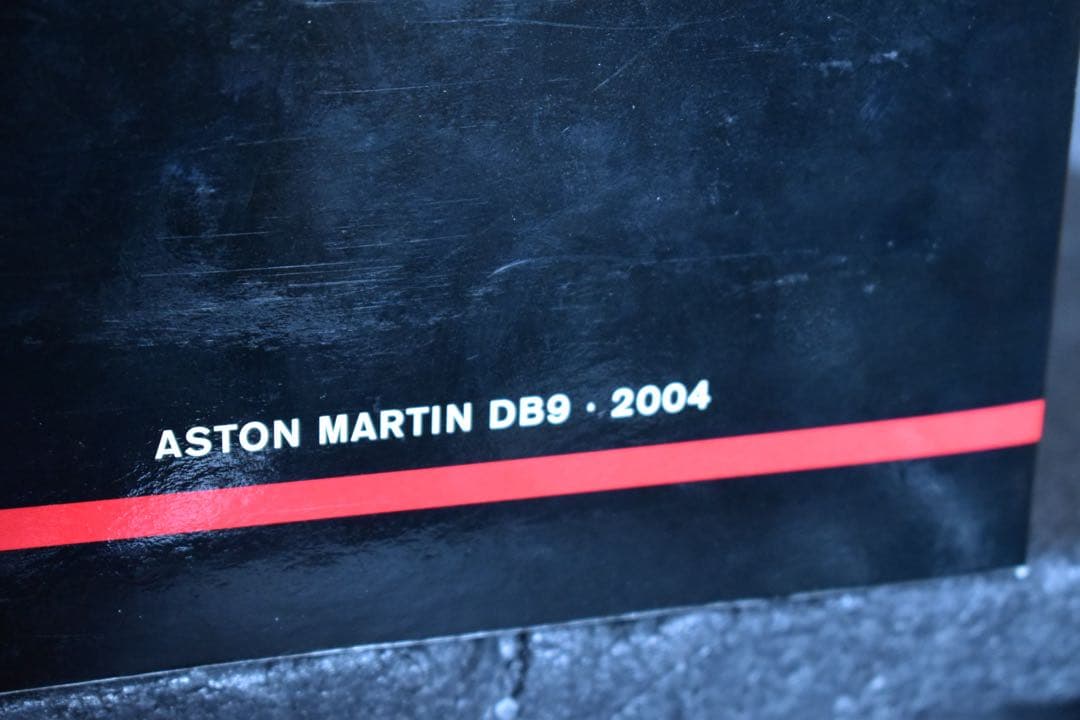 ASTON MARTIN DB9 · 2004